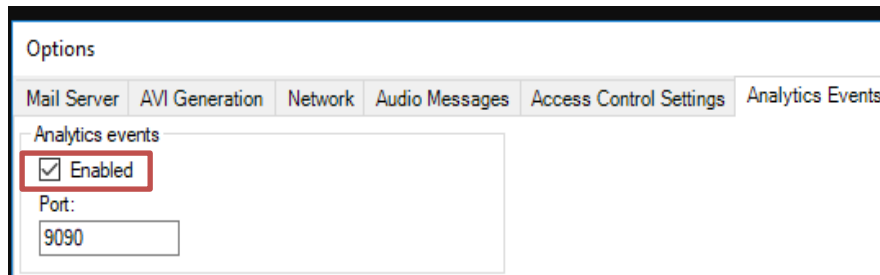 Options
Mail Server AVI Generation Network Audio Messages Access Control Settings Analytics Events
Analytics events
Enabled
Port:
9090